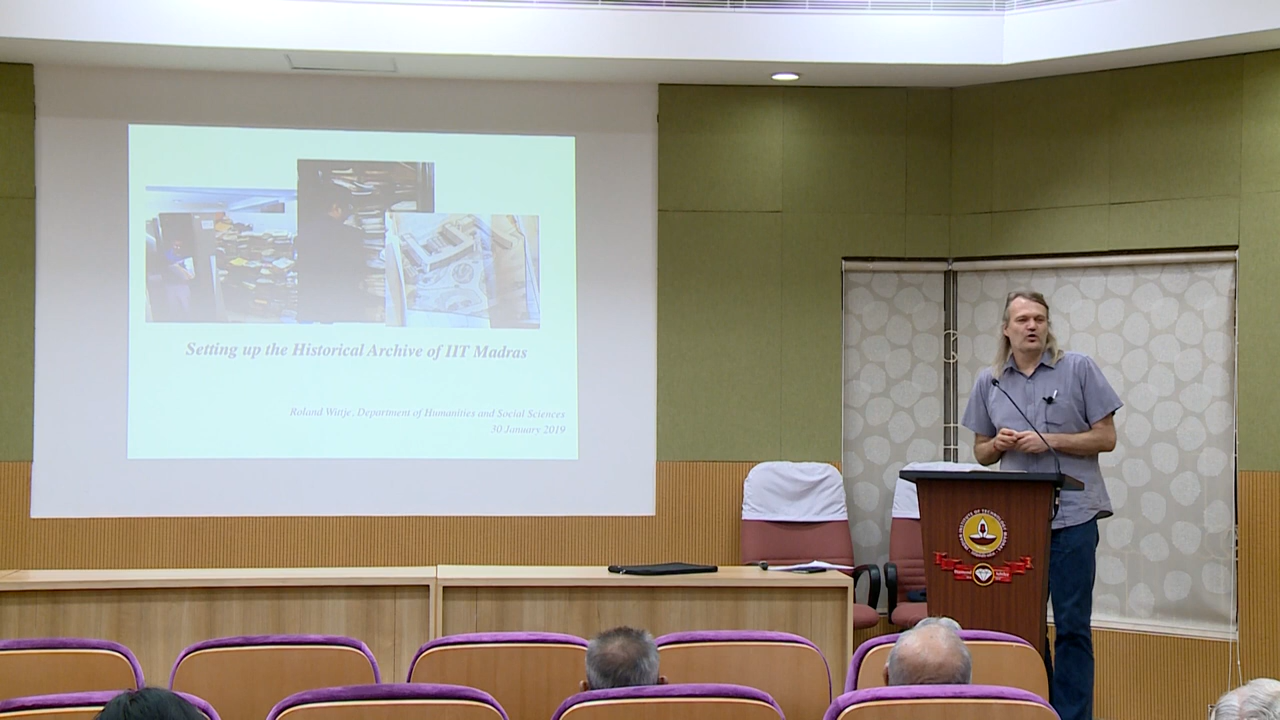 Setting up the Historical Archive of IIT Madras
Roland Wittje, Department of Humanities and Social Sciences
30 January 2019